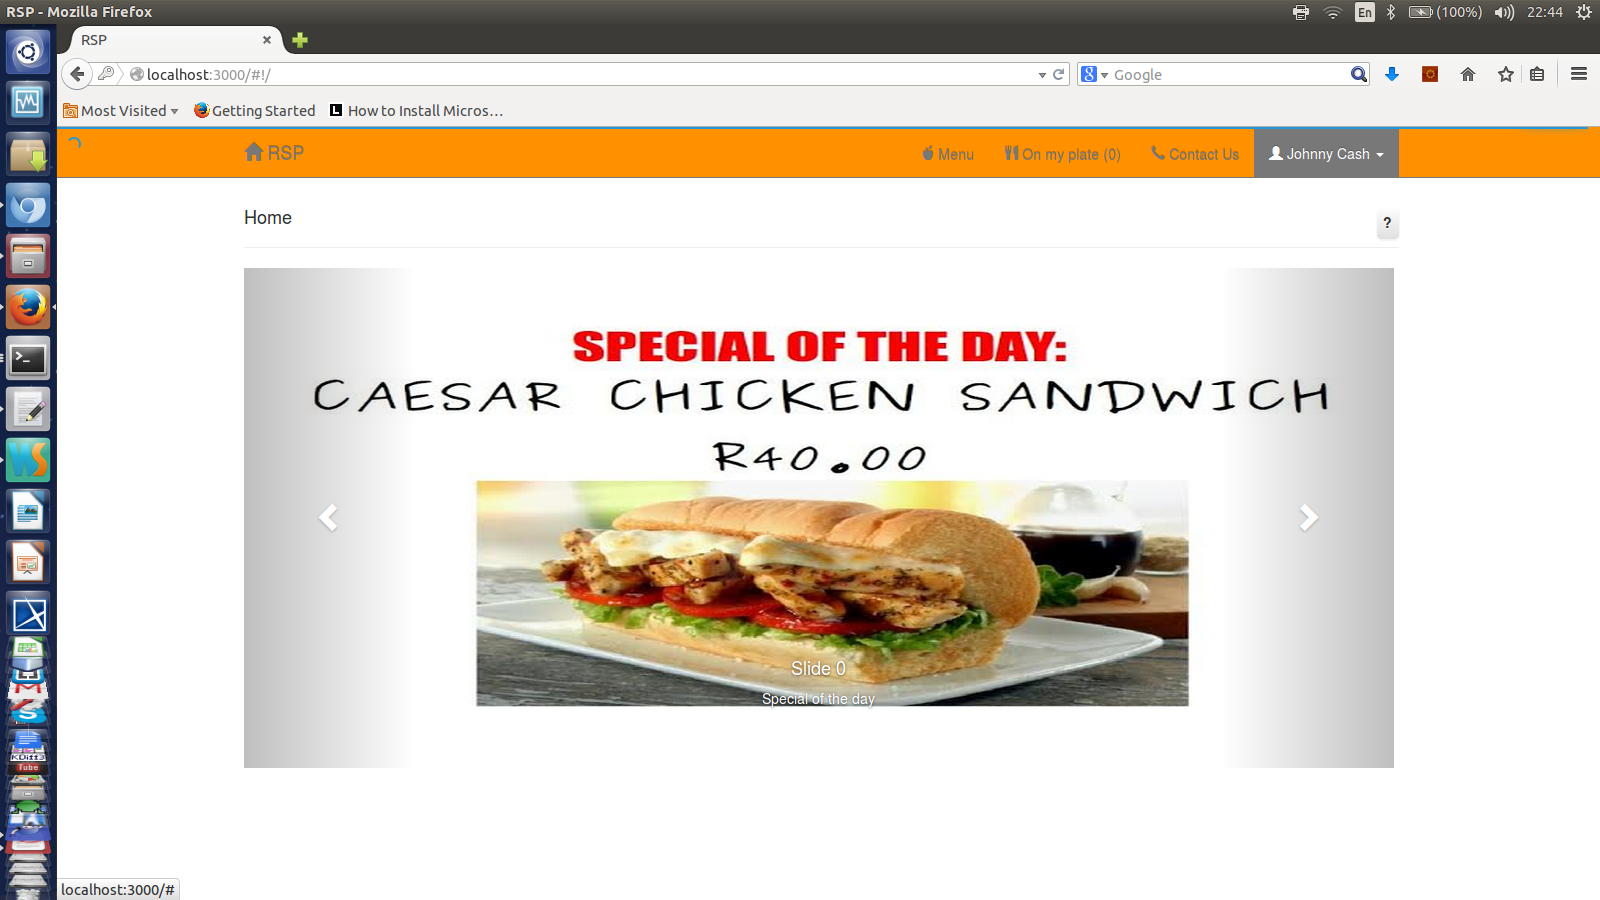 RSP - Mozilla Firefox
En
(100%)
22:44
RSP
localhost:3000/#!/
Google
Most Visited
Getting Started
How to Install Micros...
RSP
Menu
On my plate (0)
Contact Us
Johnny Cash
Home
?
SPECIAL OF THE DAY:
CAESAR CHICKEN SANDWICH
R40.00
Slide 0
Special of the day
KDiff3
Tube
localhost:3000/#